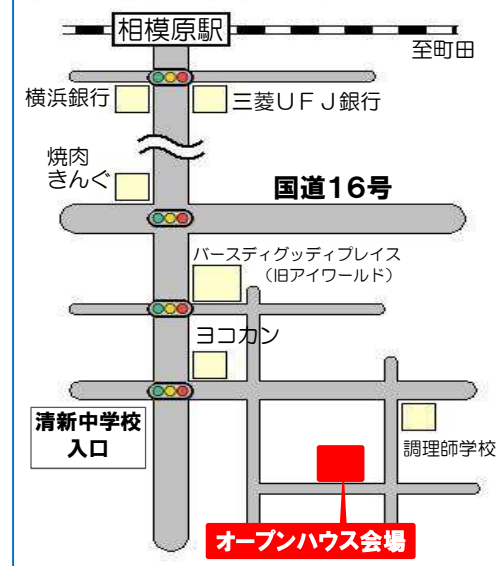 相模原駅
至町田
横浜銀行
三菱UFJ銀行
焼肉
きんぐ
国道16号
バースディグッディプレイス
（旧アイワールド）
ヨコカン
清新中学校
入口
調理師学校
オープンハウス会場